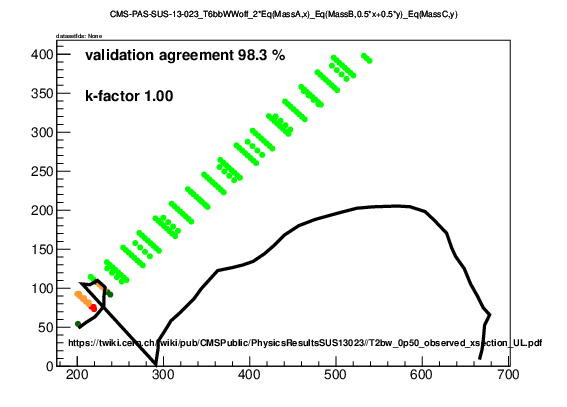 CMS-PAS-SUS-13-023_T6bbWWoff_2*Eq(MassA,x)_Eq(MassB,0.5*x+0.5*y)_Eq(MassC,y)
datasetIds: None
validation agreement 98.3 %
k-factor 1.00
400
350
300
250
200
150
100
50
0
https://twiki.cern.ch/twiki/pub/CMSPublic/PhysicsResultsSUS13023//T2bw_0p50_observed_xsection_UL.pdf
200 300 400 500 600 700